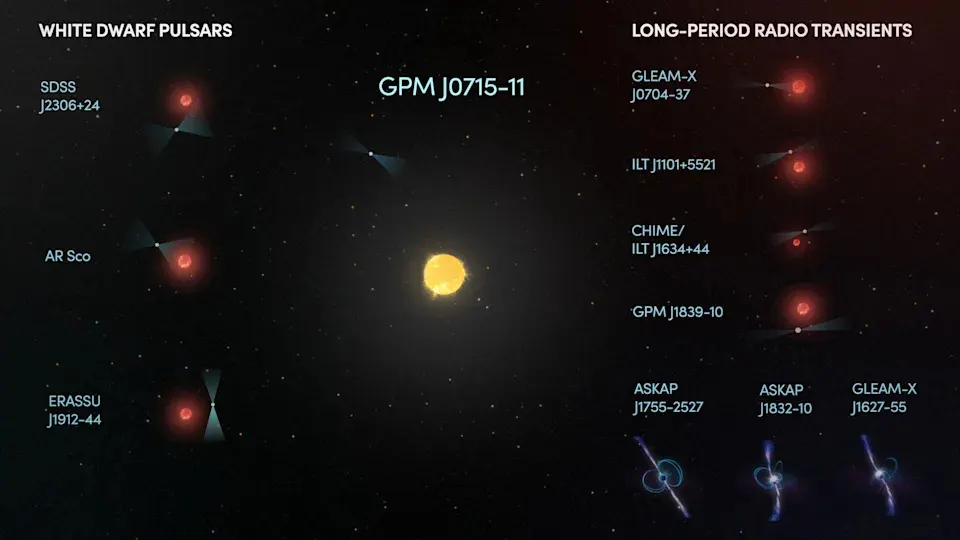 WHITE DWARF PULSARS
SDSS
J2306+24
AR Sco
ERASSU
J1912-44
GPM J0715-11
LONG-PERIOD RADIO TRANSIENTS
GLEAM-X
J0704-37
ILT J1101+5521
CHIME/
ILT J1634+44
GPM J1839-10
ASKAP
J1755-2527
ASKAP
J1832-10
GLEAM-X
J1627-55